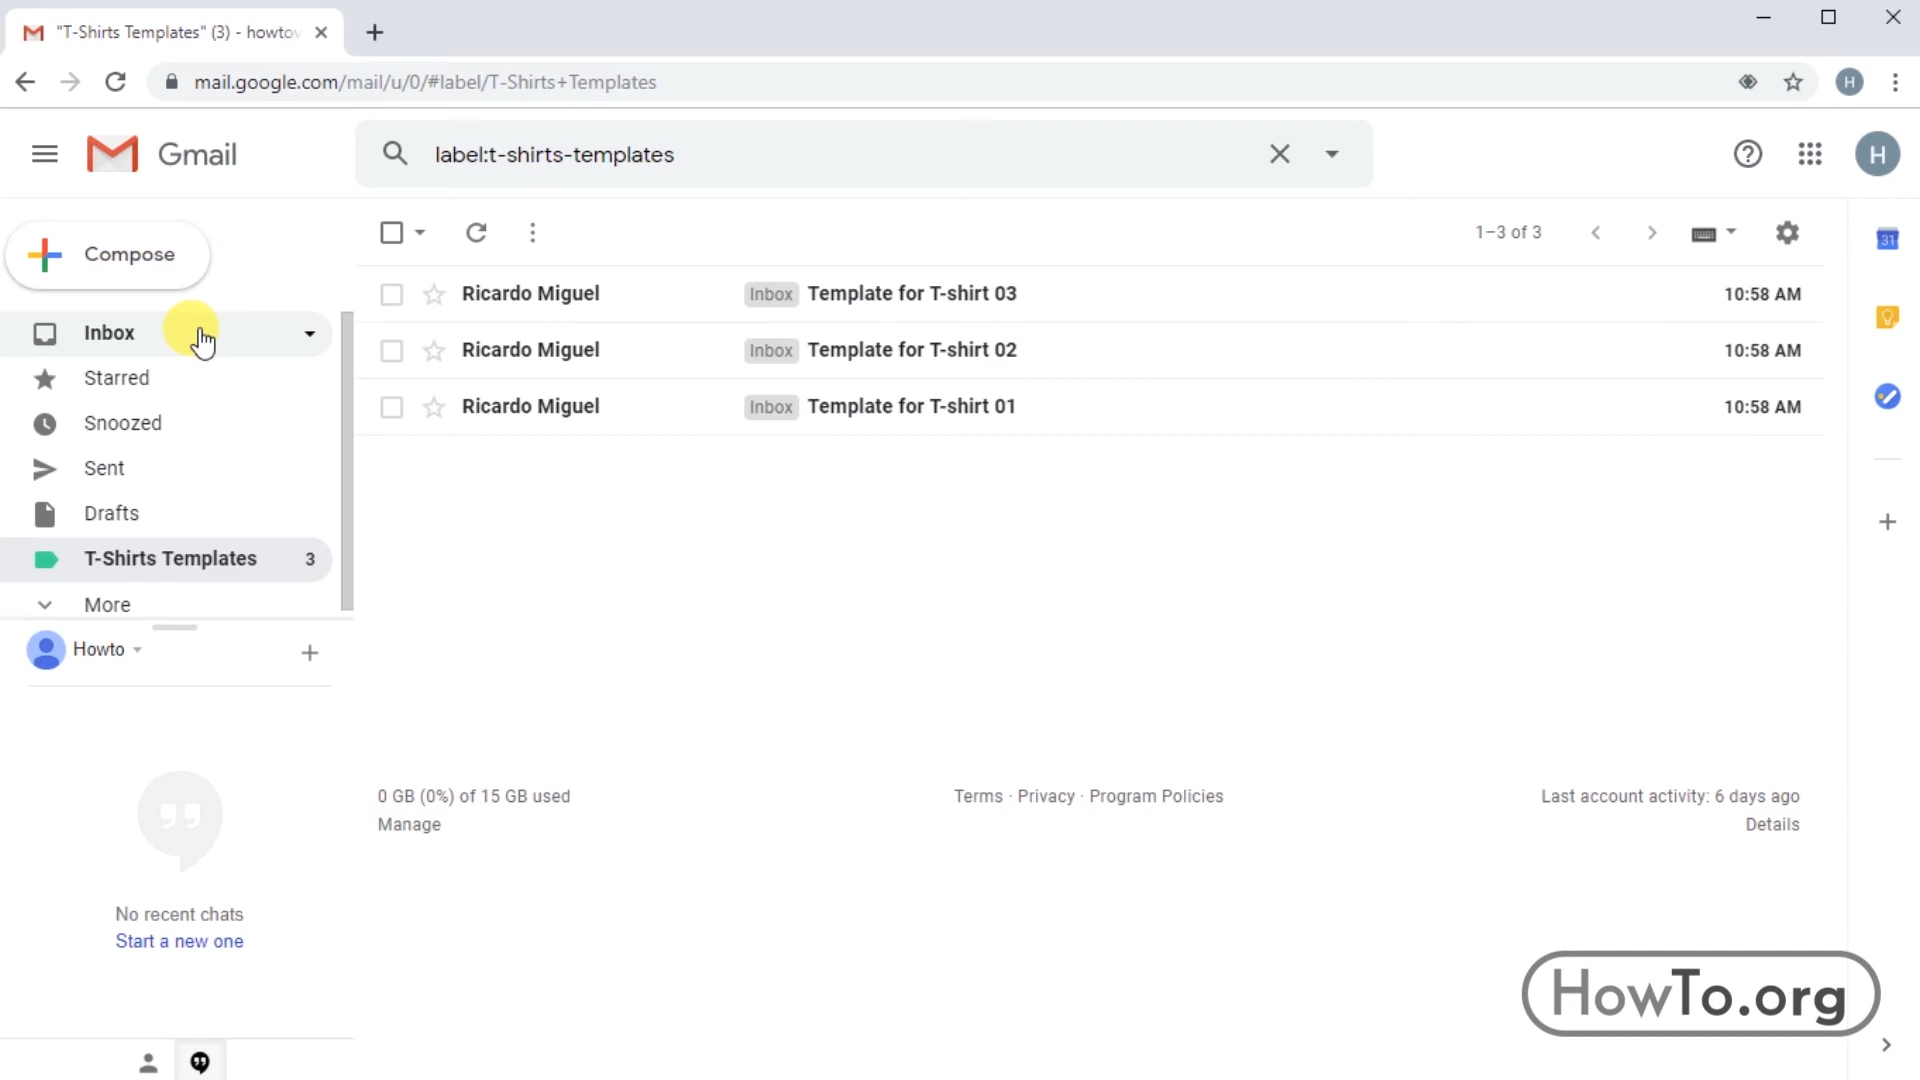 "T-Shirts Templates" (3) - howtov
mail.google.com/mail/u/0/#label/T-Shirts+Templates
H
Gmail
label:t-shirts-templates
H
Compose
1–3 of 3
31
Inbox
Starred
Snoozed
Sent
Drafts
T-Shirts Templates 3
More
Ricardo Miguel Inbox Template for T-shirt 03 10:58 AM
Ricardo Miguel Inbox Template for T-shirt 02 10:58 AM
Ricardo Miguel Inbox Template for T-shirt 01 10:58 AM
Howto
0 GB (0%) of 15 GB used
Manage
Terms · Privacy · Program Policies
Last account activity: 6 days ago
Details
No recent chats
Start a new one
HowTo.org